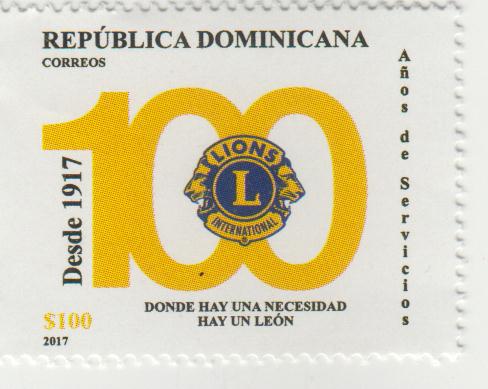 REPÚBLICA DOMINICANA
CORREOS
Años de Servicios
100
Desde 1917
LIONS
L
INTERNATIONAL
DONDE HAY UNA NECESIDAD
HAY UN LEÓN
$100
2017